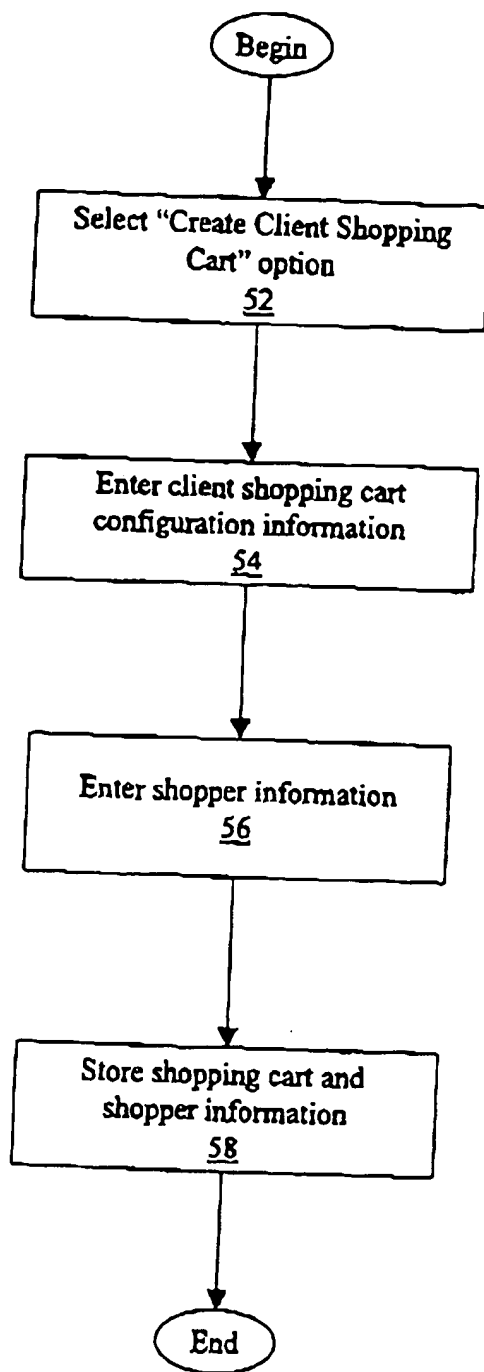 Begin
Select “Create Client Shopping
Cart” option
52
Enter client shopping cart
configuration information
54
Enter shopper information
56
Store shopping cart and
shopper information
58
End